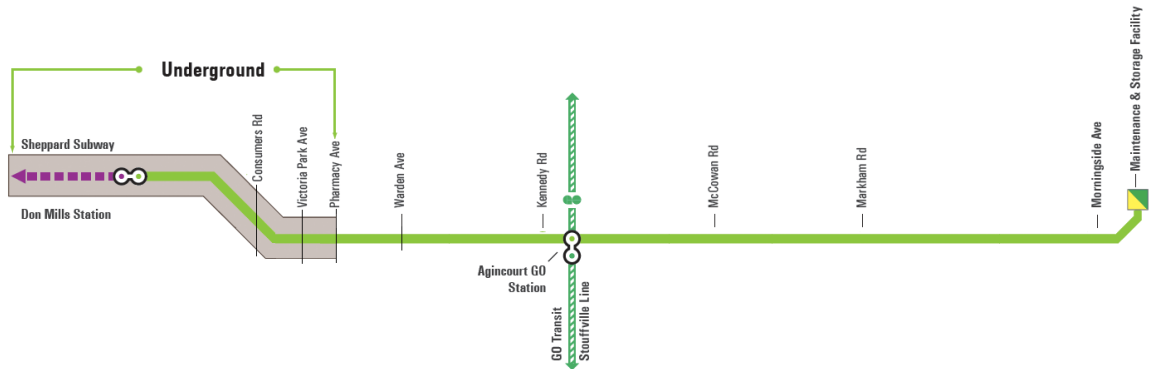 Underground
Sheppard Subway
Don Mills Station
Consumers Rd
Victoria Park Ave
Pharmacy Ave
Warden Ave
Kennedy Rd
Agincourt GO
Station
GO Transit
Stouffville Line
McCowan Rd
Markham Rd
Morningside Ave
Maintenance & Storage Facility